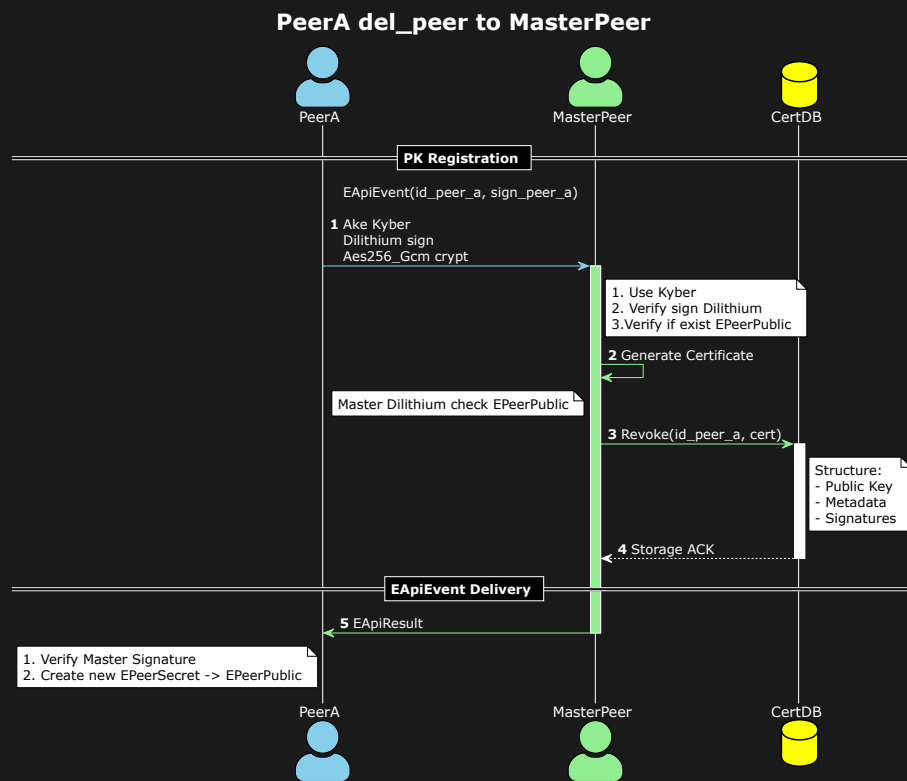 PeerA del_peer to MasterPeer
PeerA
MasterPeer
CertDB
PK Registration
EApiEvent(id_peer_a, sign_peer_a)
1 Ake Kyber
Dilithium sign
Aes256_Gcm crypt
1. Use Kyber
2. Verify sign Dilithium
3.Verify if exist EPeerPublic
2 Generate Certificate
Master Dilithium check EPeerPublic
3 Revoke(id_peer_a, cert)
Structure:
- Public Key
- Metadata
- Signatures
4 Storage ACK
EApiEvent Delivery
5 EApiResult
1. Verify Master Signature
2. Create new EPeerSecret -> EPeerPublic
PeerA
MasterPeer
CertDB